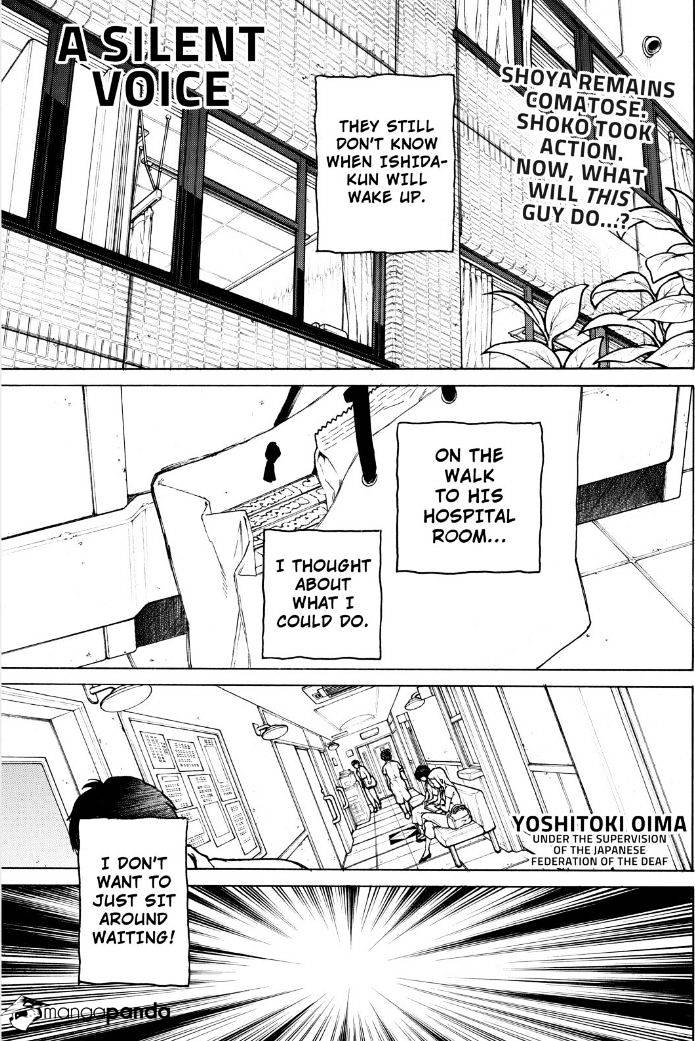 A SILENT
VOICE
SHOYA REMAINS
COMATOSE.
SHOKO TOOK
ACTION.
NOW, WHAT
WILL THIS
GUY DO...?
THEY STILL
DON'T KNOW
WHEN ISHIDA-
KUN WILL
WAKE UP.
ON THE
WALK
TO HIS
HOSPITAL
ROOM...
I THOUGHT
ABOUT
WHAT I
COULD DO.
YOSHITOKI OIMA
UNDER THE SUPERVISION
OF THE JAPANESE
FEDERATION OF THE DEAF
I DON'T
WANT TO
JUST SIT
AROUND
WAITING!
mangapanda